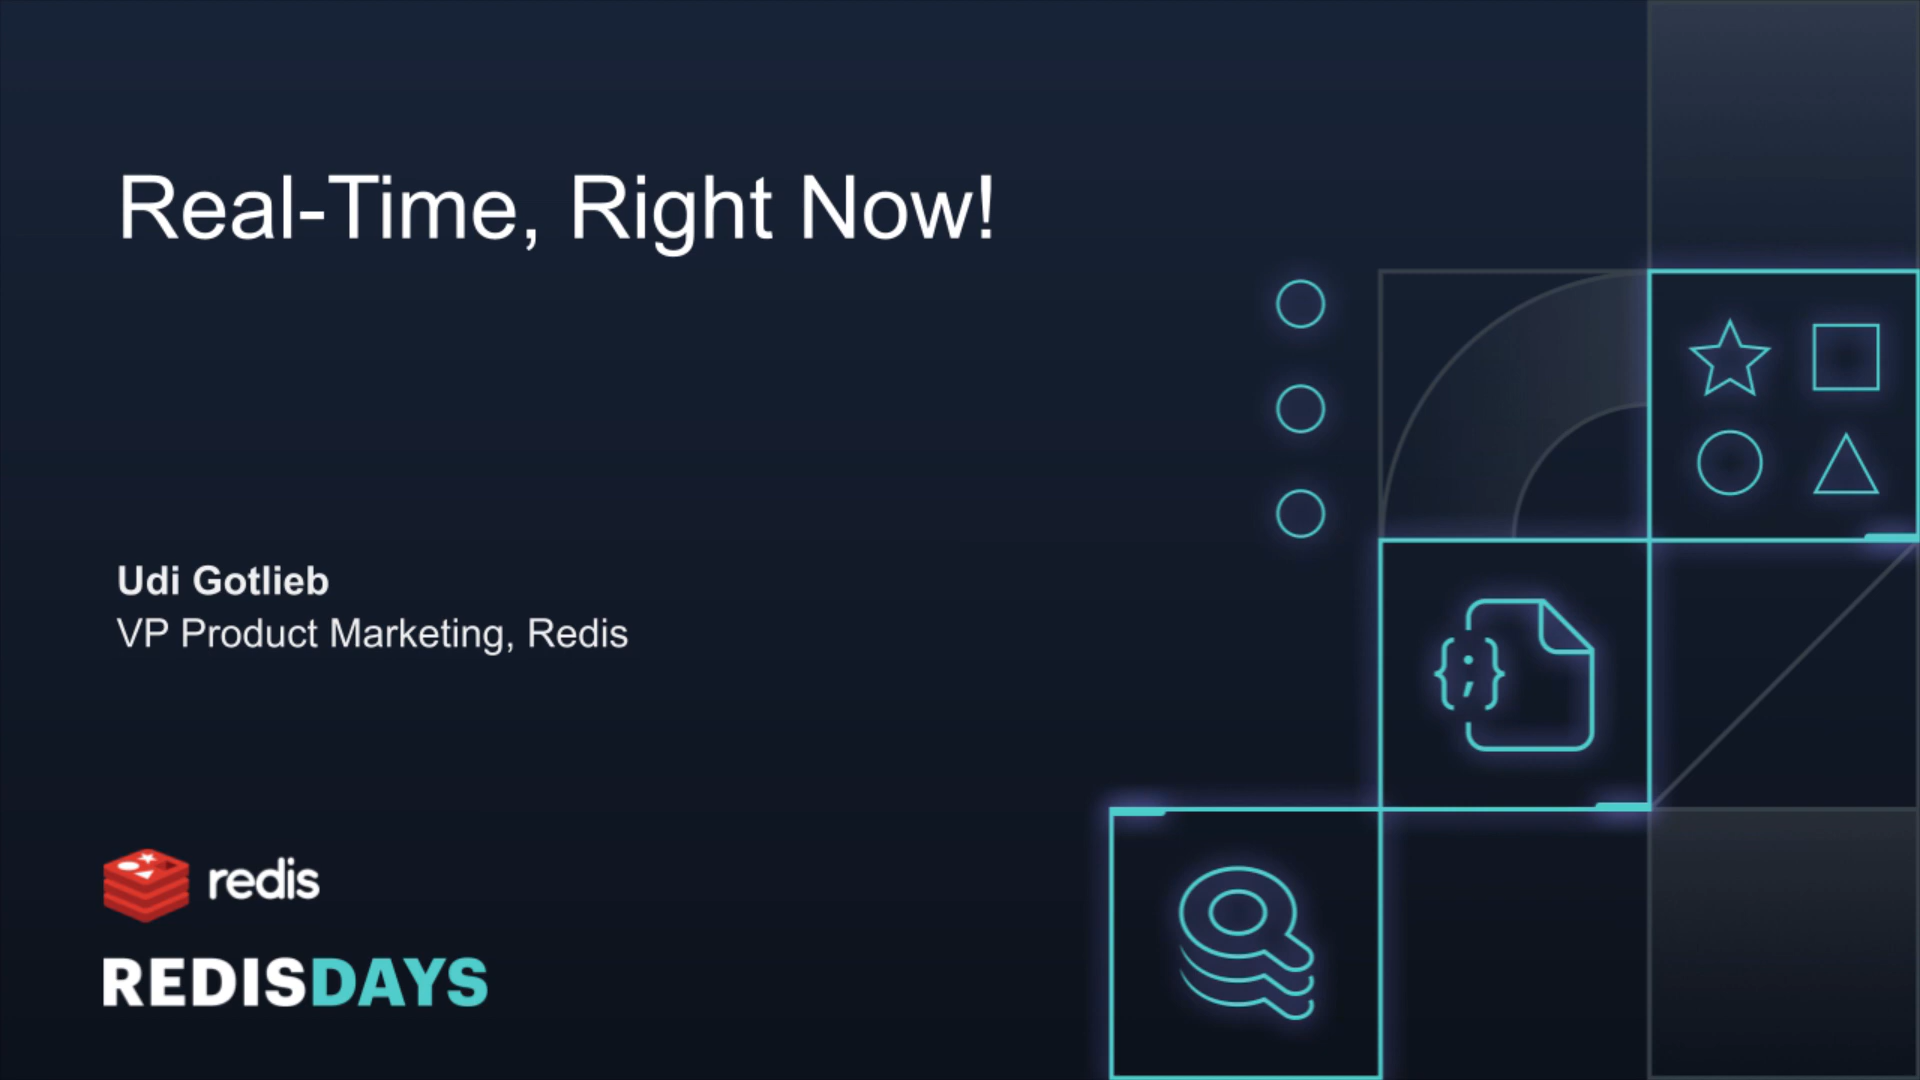 Real-Time, Right Now!
Udi Gotlieb
VP Product Marketing, Redis
{;}
redis
REDISDAYS